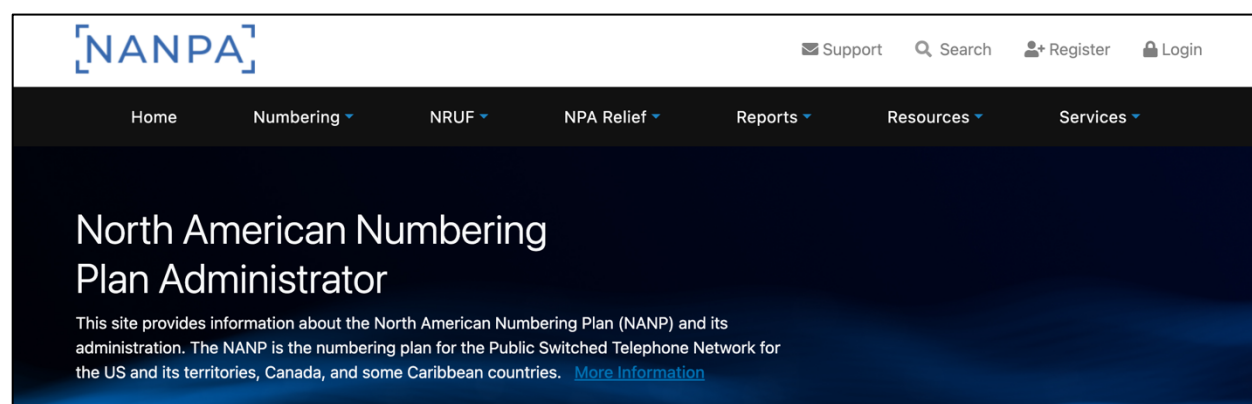 NANPA
Support Search Register Login
Home Numbering NRUF NPA Relief Reports Resources Services
North American Numbering
Plan Administrator
This site provides information about the North American Numbering Plan (NANP) and its
administration. The NANP is the numbering plan for the Public Switched Telephone Network for
the US and its territories, Canada, and some Caribbean countries. More Information